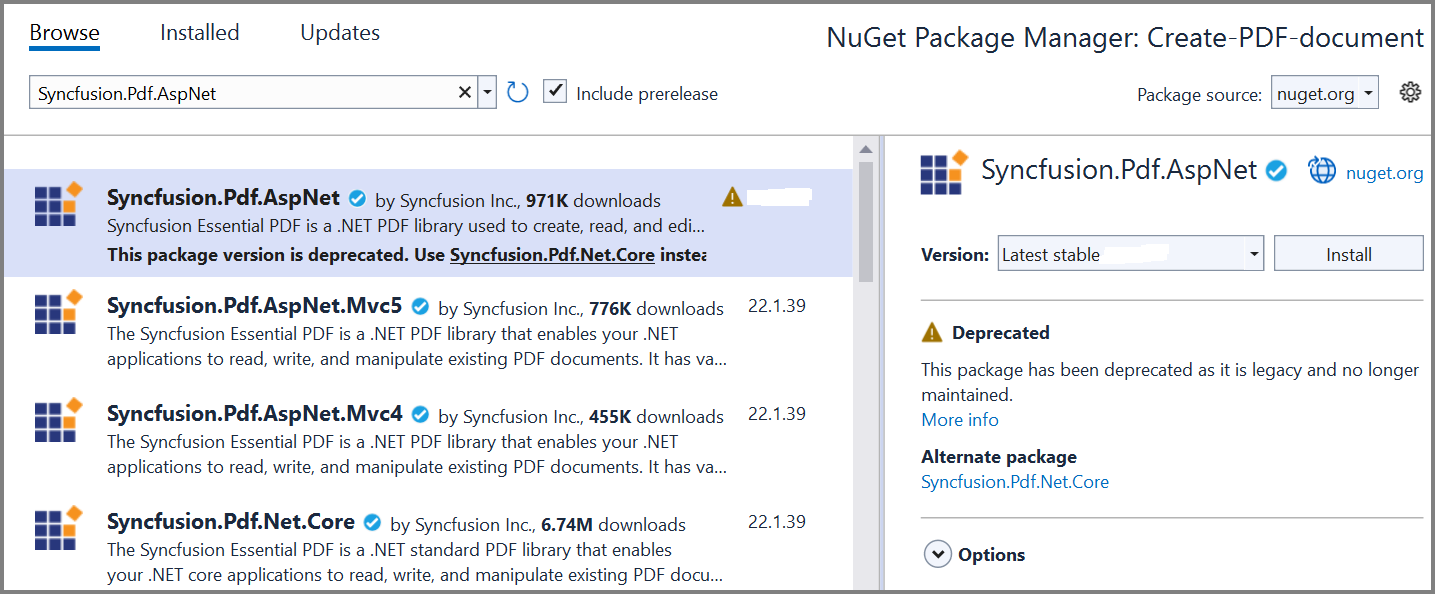 Browse Installed Updates
NuGet Package Manager: Create-PDF-document
Syncfusion.Pdf.AspNet
Include prerelease
Package source: nuget.org
Syncfusion.Pdf.AspNet by Syncfusion Inc., 971K downloads
Syncfusion Essential PDF is a .NET PDF library used to create, read, and edi...
This package version is deprecated. Use Syncfusion.Pdf.Net.Core instea
Syncfusion.Pdf.AspNet.Mvc5 by Syncfusion Inc., 776K downloads 22.1.39
The Syncfusion Essential PDF is a .NET PDF library that enables your .NET
applications to read, write, and manipulate existing PDF documents. It has va...
Syncfusion.Pdf.AspNet.Mvc4 by Syncfusion Inc., 455K downloads 22.1.39
The Syncfusion Essential PDF is a .NET PDF library that enables your .NET
applications to read, write, and manipulate existing PDF documents. It has va...
Syncfusion.Pdf.Net.Core by Syncfusion Inc., 6.74M downloads 22.1.39
The Syncfusion Essential PDF is a .NET standard PDF library that enables
your .NET core applications to read, write, and manipulate existing PDF docu...
Syncfusion.Pdf.AspNet nuget.org
Version: Latest stable Install
Deprecated
This package has been deprecated as it is legacy and no longer
maintained.
More info
Alternate package
Syncfusion.Pdf.Net.Core
Options